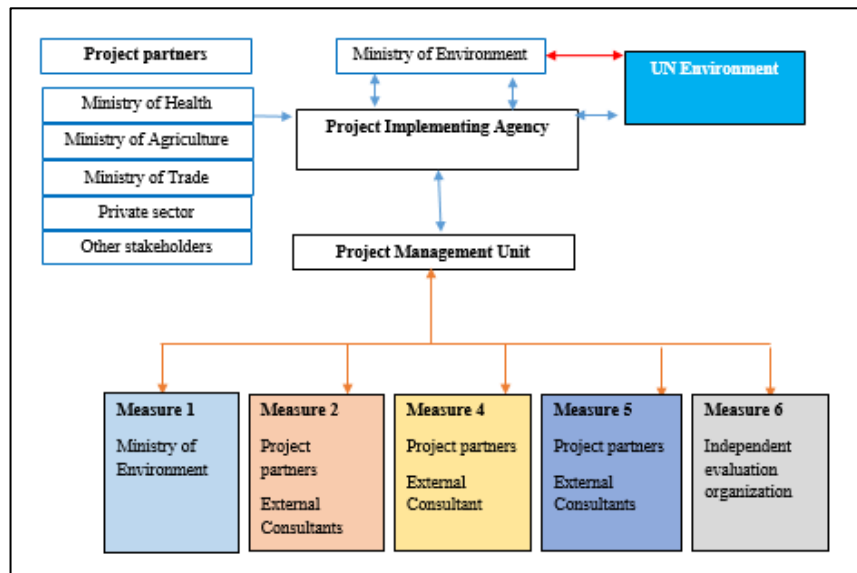 Project partners
Ministry of Environment
UN Environment
Ministry of Health
Project Implementing Agency
Ministry of Agriculture
Ministry of Trade
Private sector
Other stakeholders
Project Management Unit
Measure 1
Ministry of
Environment
Measure 2
Project
partners
External
Consultants
Measure 4
Project partners
External
Consultant
Measure 5
Project partners
External
Consultants
Measure 6
Independent
evaluation
organization